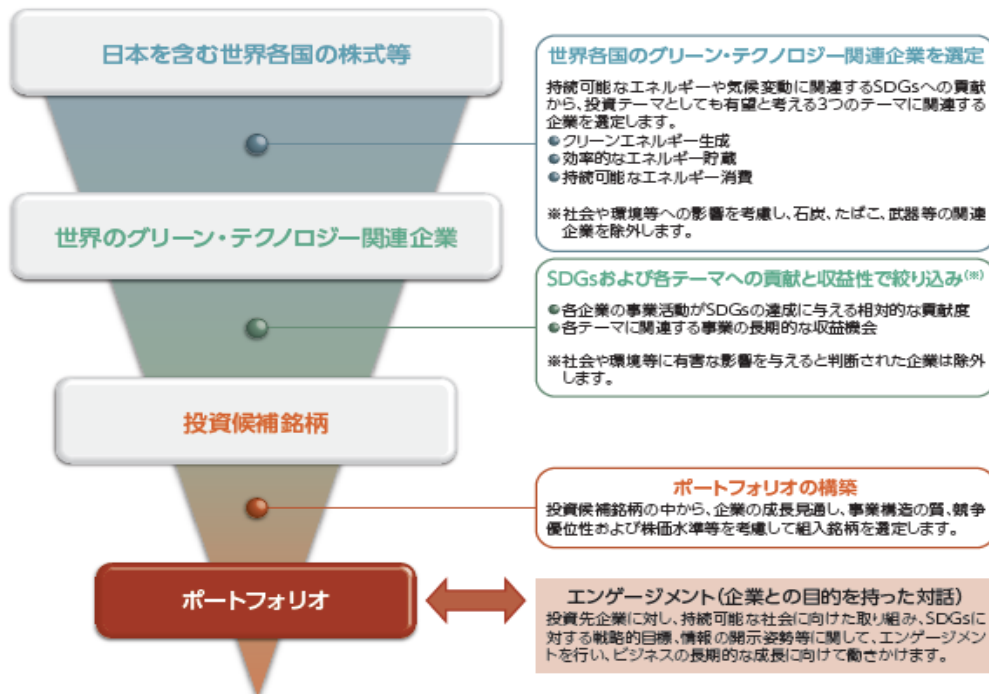 日本を含む世界各国の株式等
世界各国のグリーン・テクノロジー関連企業を選定
持続可能なエネルギーや気候変動に関連するSDGsへの貢献
から、投資テーマとしても有望と考える3つのテーマに関連する
企業を選定します。
●クリーンエネルギー生成
●効率的なエネルギー貯蔵
●持続可能なエネルギー消費
※社会や環境等への影響を考慮し、石炭、たばこ、武器等の関連
企業を除外します。
世界のグリーン・テクノロジー関連企業
SDGsおよび各テーマへの貢献と収益性で絞り込み(※)
●各企業の事業活動がSDGsの達成に与える相対的な貢献度
●各テーマに関連する事業の長期的な収益機会
※社会や環境等に有害な影響を与えると判断された企業は除外
します。
投資候補銘柄
ポートフォリオの構築
投資候補銘柄の中から、企業の成長見通し、事業構造の質、競争
優位性および株価水準等を考慮して組入銘柄を選定します。
ポートフォリオ
エンゲージメント(企業との目的を持った対話)
投資先企業に対し、持続可能な社会に向けた取り組み、SDGsに
対する戦略的目標、情報の開示姿勢等に関して、エンゲージメント
を行い、ビジネスの長期的な成長に向けて働きかけます。